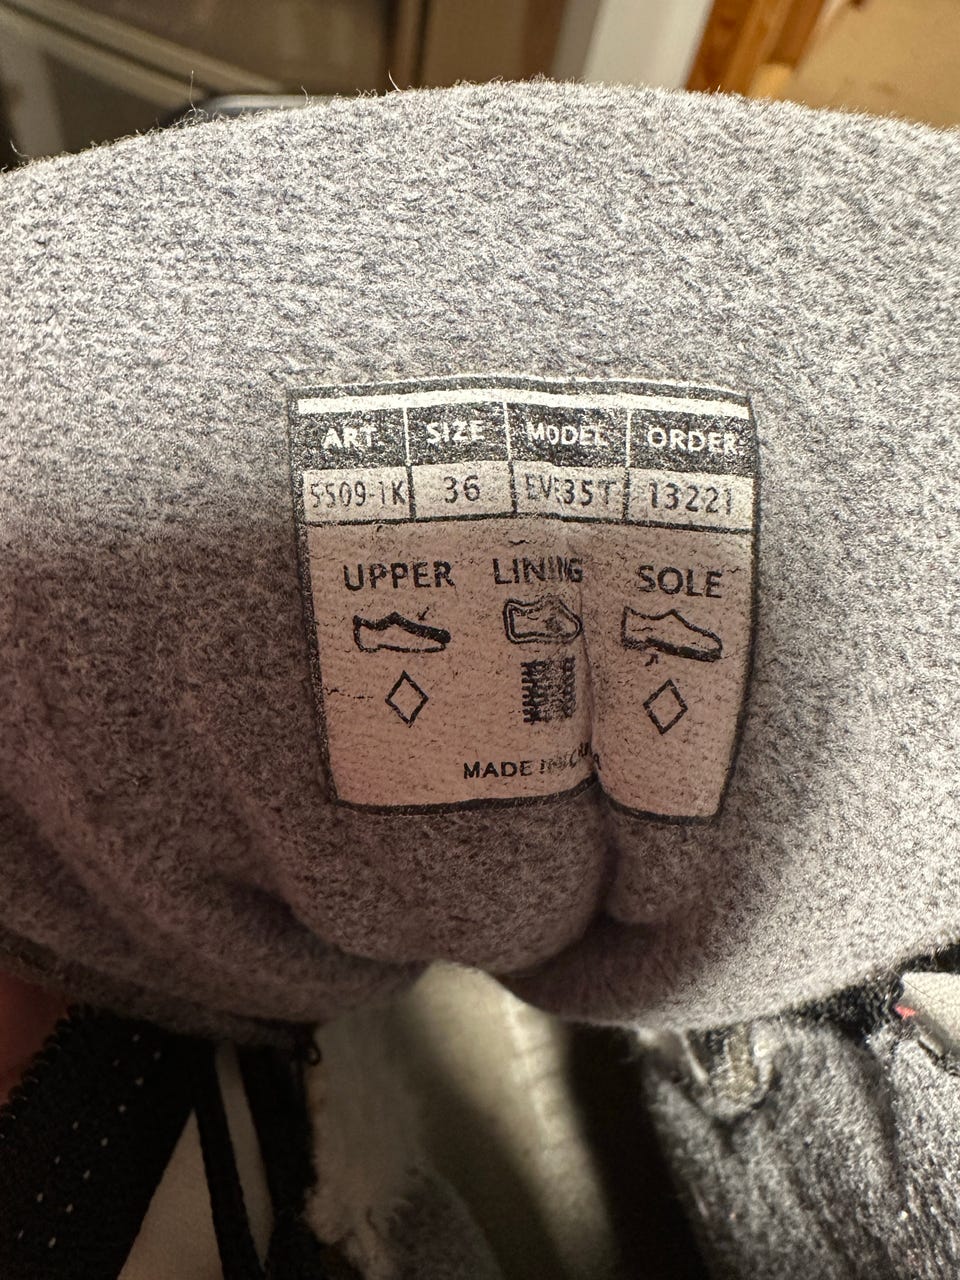 ART. SIZE MODEL ORDER
5509-1K 36 13221
UPPER LINING SOLE
MADE